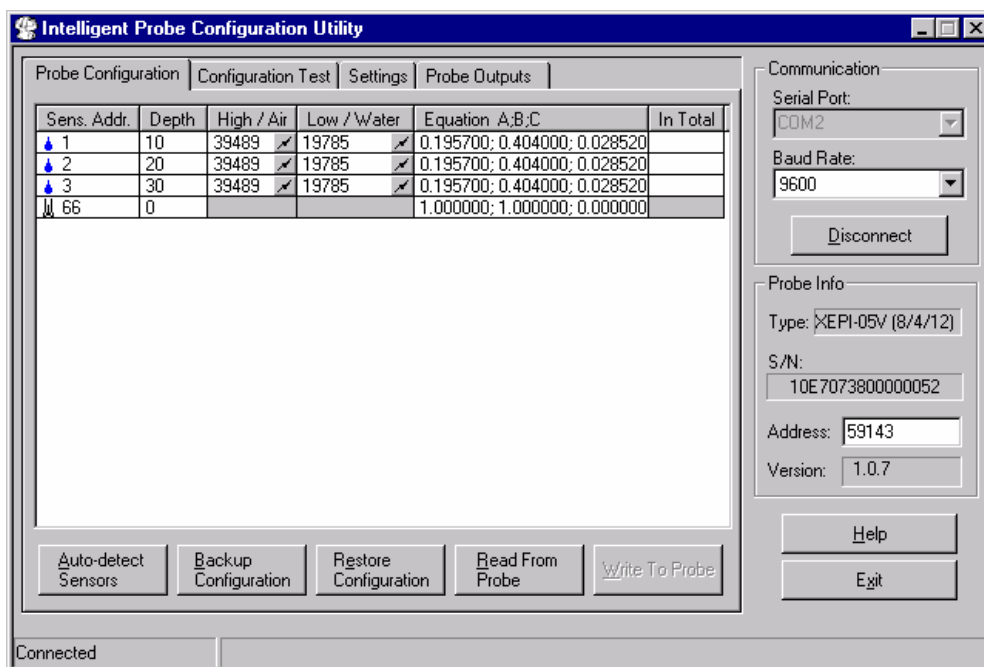 Intelligent Probe Configuration Utility
Probe Configuration Configuration Test Settings Probe Outputs
Sens. Addr. Depth High / Air Low / Water Equation A;B;C In Total
1 10 39489 19785 0.195700; 0.404000; 0.028520
2 20 39489 19785 0.195700; 0.404000; 0.028520
3 30 39489 19785 0.195700; 0.404000; 0.028520
66 0 1.000000; 1.000000; 0.000000
Auto-detect Sensors
Backup Configuration
Restore Configuration
Read From Probe
Write To Probe
Communication
Serial Port:
COM2
Baud Rate:
9600
Disconnect
Probe Info
Type: XEPI-05V (8/4/12)
S/N:
10E7073800000052
Address: 59143
Version: 1.0.7
Help
Exit
Connected